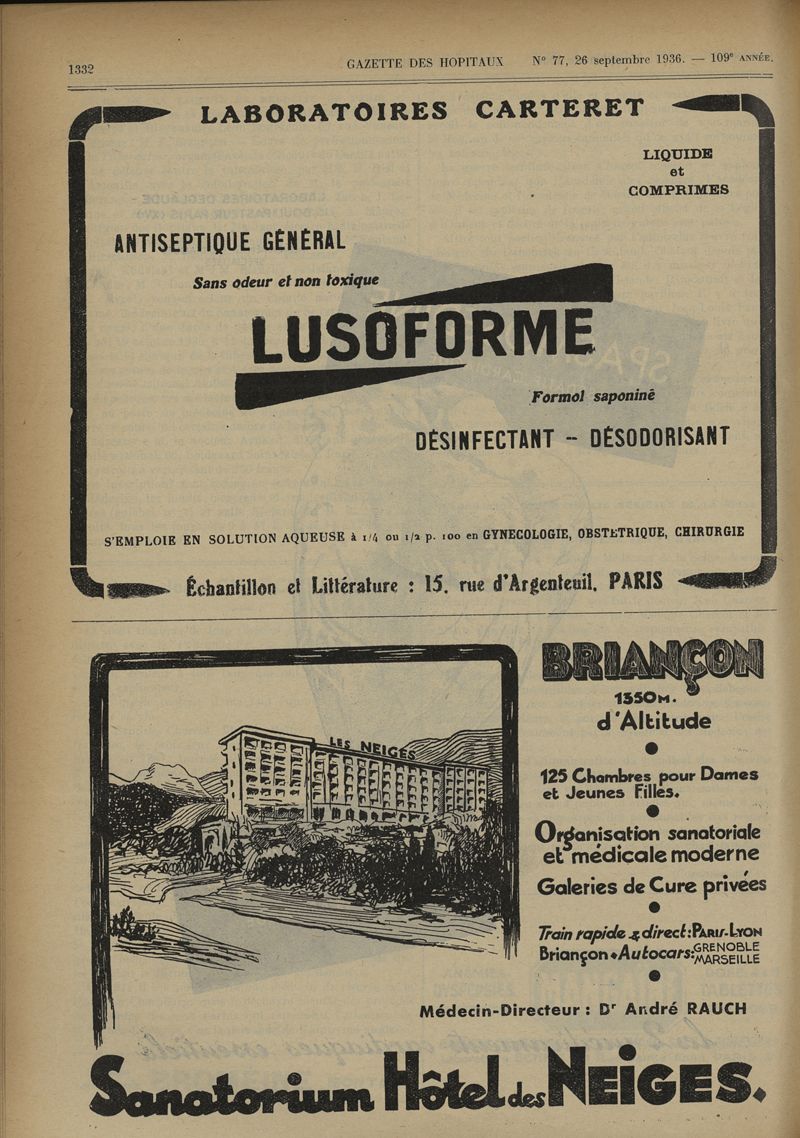 1332
GAZETTE DES HOPITAUX N° 77, 26 septembre 1936. — 109e ANNÉE.
LABORATOIRES CARTERET
LIQUIDE
et
COMPRIMES
ANTISEPTIQUE GÉNÉRAL
Sans odeur et non toxique
LUSOFORME
Formol saponiné
DÉSINFECTANT – DÉSODORISANT
S'EMPLOIE EN SOLUTION AQUEUSE à 1/4 ou 1/2 p. 100 en GYNECOLOGIE, OBSTETRIQUE, CHIRURGIE
Échantillon et Littérature : 15, rue d'Argenteuil, PARIS
BRIANÇON
1350M.
d'Altitude
LES NEIGES
125 Chambres pour Dames
et Jeunes Filles.
Organisation sanatoriale
et médicale moderne
Galeries de Cure privées
Train rapide & direct: PARIS-LYON
Briançon • Autocars: GRENOBLE
MARSEILLE
Médecin-Directeur : Dr André RAUCH
Sanatorium Hôtel des NEIGES.